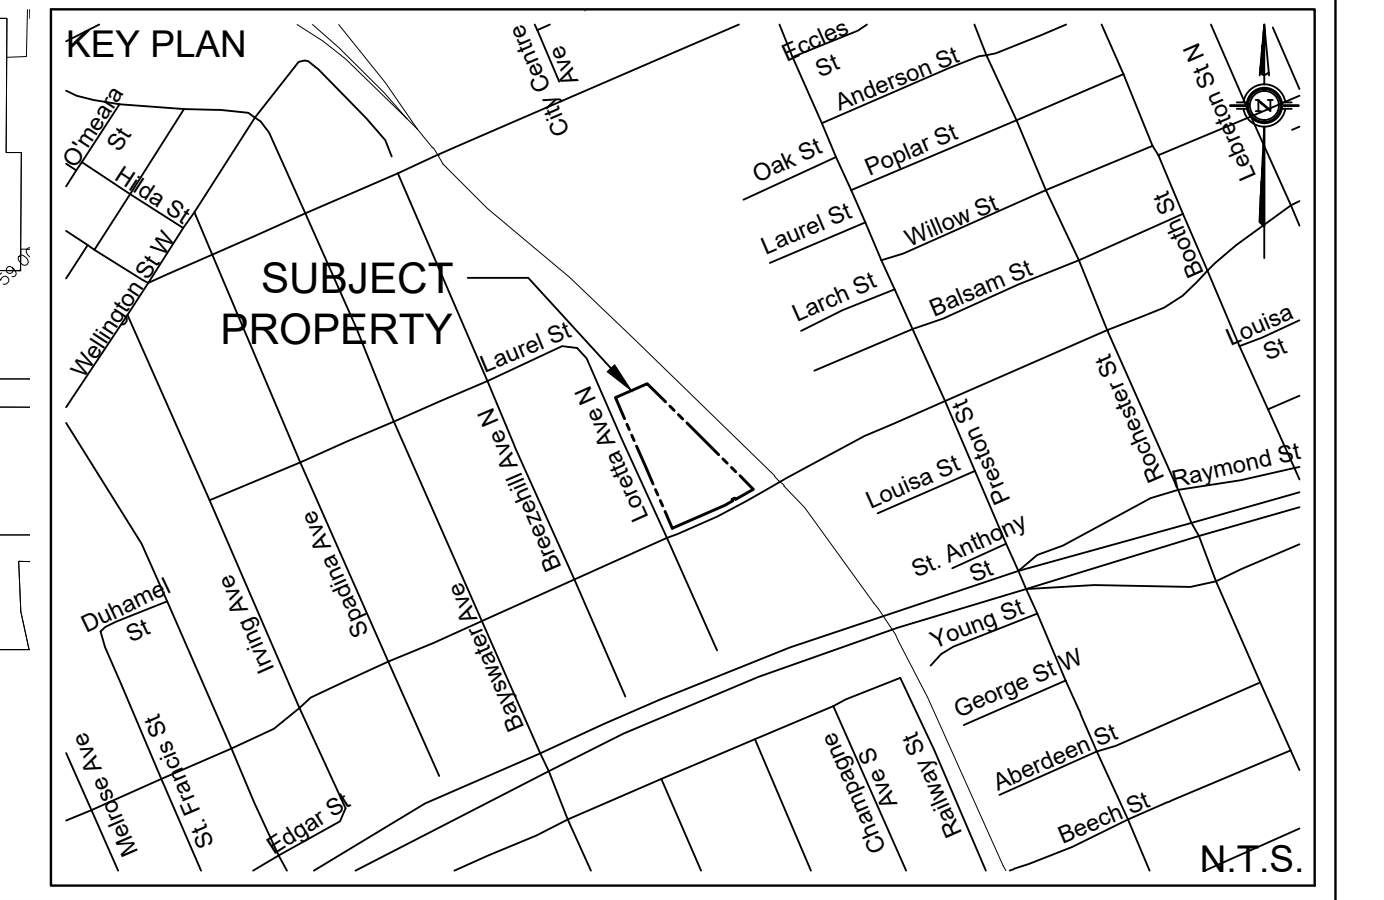 KEY PLAN
City Centre
Ave
Eccles
St
Anderson St
Lebreton St N
N
O'meara
St
Hilda St
Wellington St W
Oak St
Poplar St
Laurel St
Willow St
Booth St
Larch St
Balsam St
SUBJECT
PROPERTY
Laurel St
Louisa
St
Breezehill Ave N
Loretta Ave N
Preston St
Rochester St
Louisa St
Raymond St
St. Anthony
St
Duhamel
St
Irving Ave
Spadina Ave
Bayswater Ave
Young St
George St W
Melrose Ave
St. Francis St
Edgar St
Champagne
Ave S
Railway St
Aberdeen St
Beech St
N.T.S.